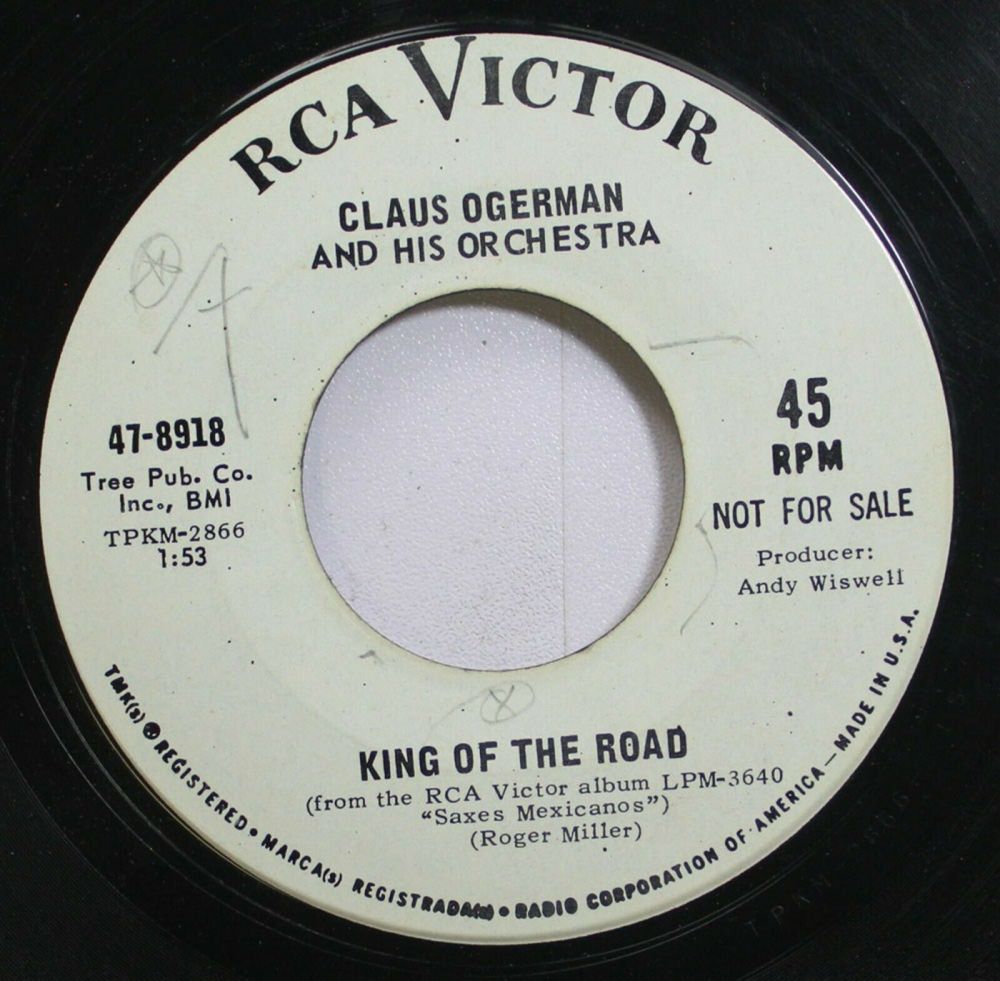 RCA VICTOR
CLAUS OGERMAN
AND HIS ORCHESTRA
47-8918
Tree Pub. Co.
Inc., BMI
TPKM-2866
1:53
45
RPM
NOT FOR SALE
Producer:
Andy Wiswell
KING OF THE ROAD
(from the RCA Victor album LPM-3640
"Saxes Mexicanos")
(Roger Miller)
TMK(s) ® REGISTERED • MARCA(s) REGISTRADA(s) • RADIO CORPORATION OF AMERICA — MADE IN U.S.A.